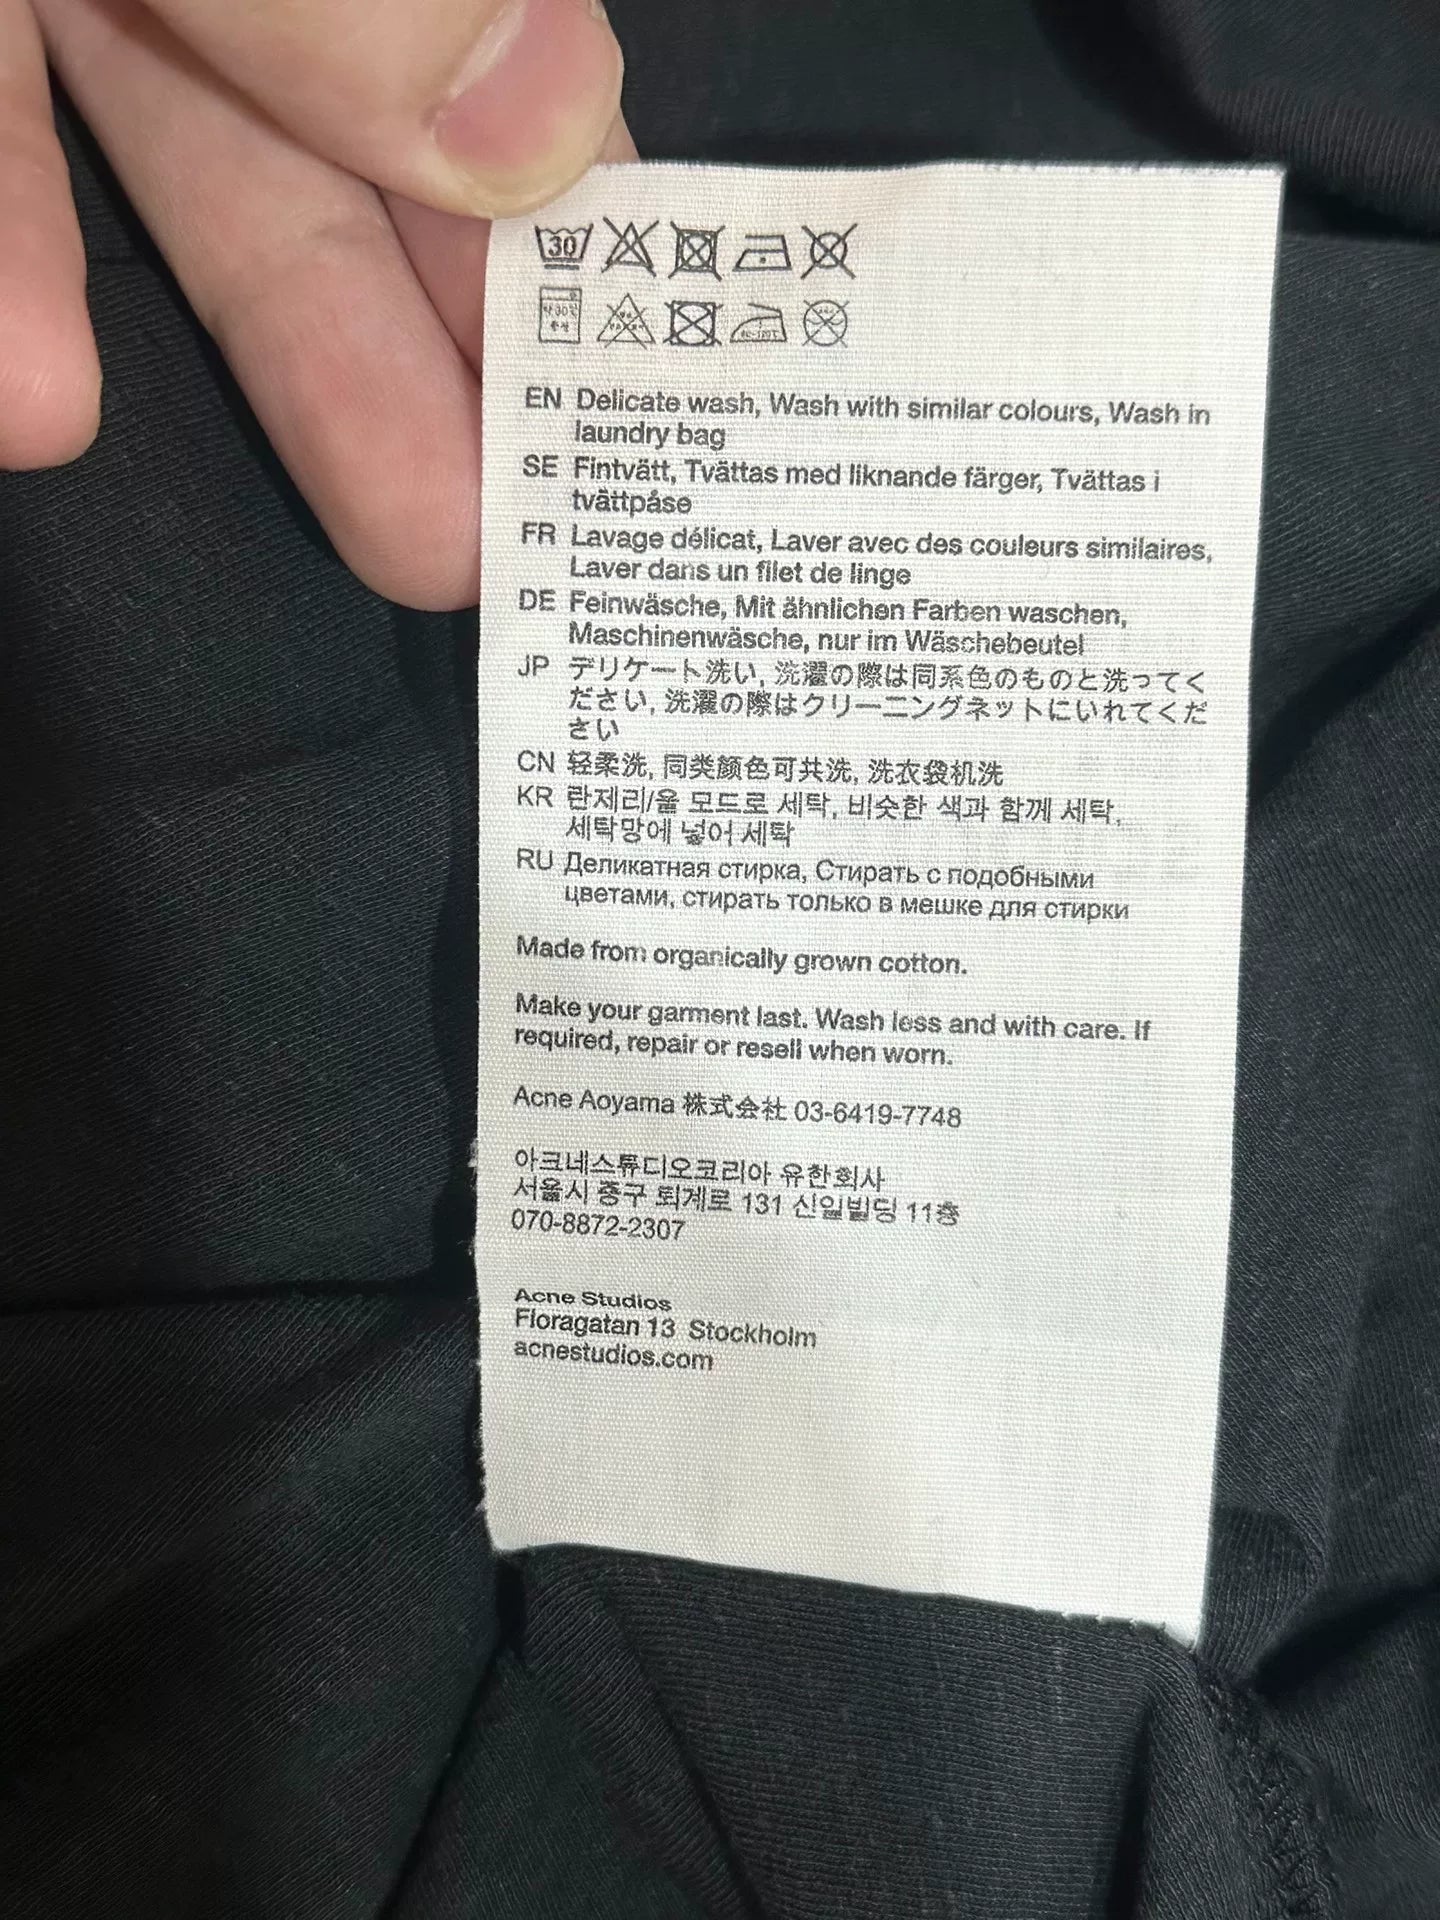 30
약 30℃
중성
80~120℃
EN Delicate wash, Wash with similar colours, Wash in
laundry bag
SE Fintvätt, Tvättas med liknande färger, Tvättas i
tvättpåse
FR Lavage délicat, Laver avec des couleurs similaires,
Laver dans un filet de linge
DE Feinwäsche, Mit ähnlichen Farben waschen,
Maschinenwäsche, nur im Wäschebeutel
JP デリケート洗い, 洗濯の際は同系色のものと洗ってく
ださい, 洗濯の際はクリーニングネットにいれてくだ
さい
CN 轻柔洗, 同类颜色可共洗, 洗衣袋机洗
KR 란제리/울 모드로 세탁, 비슷한 색과 함께 세탁,
세탁망에 넣어 세탁
RU Деликатная стирка, Стирать с подобными
цветами, стирать только в мешке для стирки
Made from organically grown cotton.
Make your garment last. Wash less and with care. If
required, repair or resell when worn.
Acne Aoyama 株式会社 03-6419-7748
아크네스튜디오코리아 유한회사
서울시 중구 퇴계로 131 신일빌딩 11층
070-8872-2307
Acne Studios
Floragatan 13 Stockholm
acnestudios.com